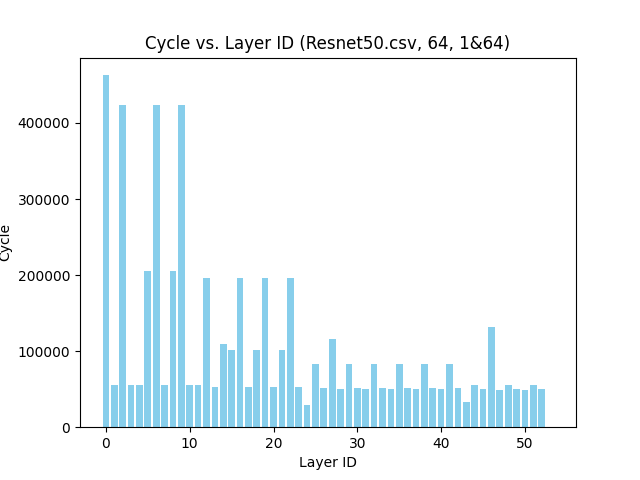 Cycle vs. Layer ID (Resnet50.csv, 64, 1&64)
400000
300000
200000
100000
0
Cycle
0 10 20 30 40 50
Layer ID